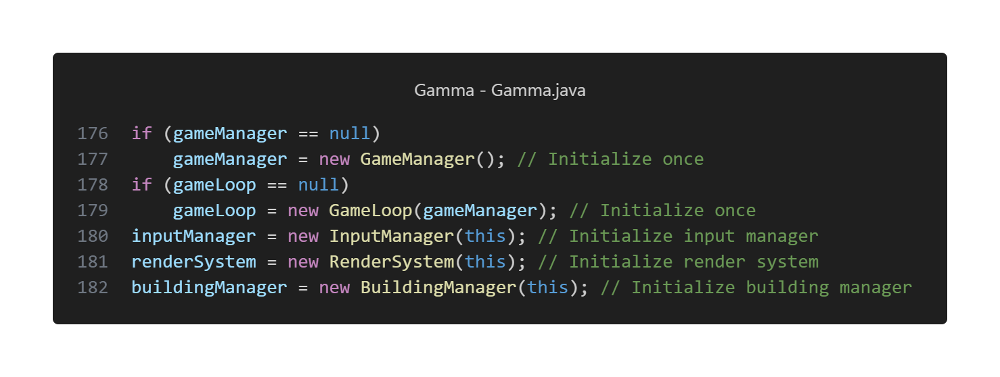 Gamma - Gamma.java
176 if (gameManager == null)
177     gameManager = new GameManager(); // Initialize once
178 if (gameLoop == null)
179     gameLoop = new GameLoop(gameManager); // Initialize once
180 inputManager = new InputManager(this); // Initialize input manager
181 renderSystem = new RenderSystem(this); // Initialize render system
182 buildingManager = new BuildingManager(this); // Initialize building manager